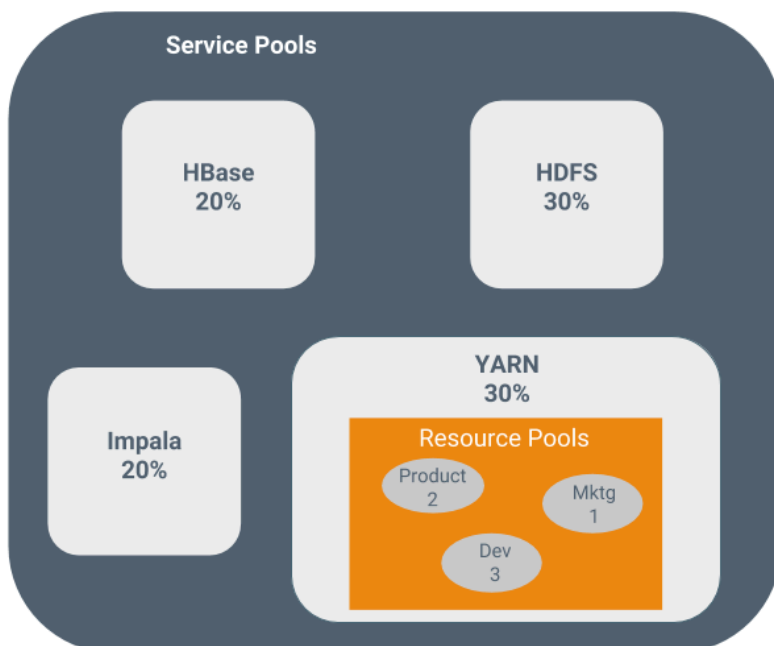 Service Pools
HBase
20%
HDFS
30%
Impala
20%
YARN
30%
Resource Pools
Product
2
Mktg
1
Dev
3